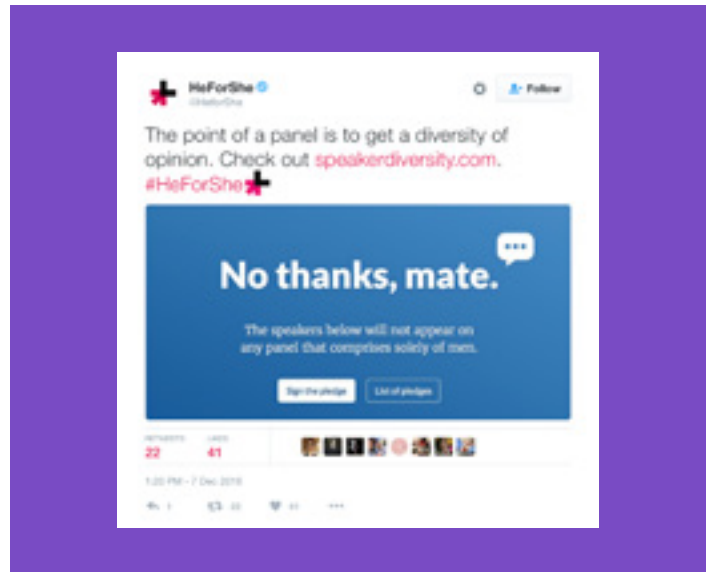 HeForShe
@HeforShe
Follow
The point of a panel is to get a diversity of
opinion. Check out speakerdiversity.com.
#HeForShe
No thanks, mate.
The speakers below will not appear on
any panel that comprises solely of men.
Sign the pledge
List of pledges
RETWEETS LIKES
22 41
1:20 PM - 7 Dec 2016